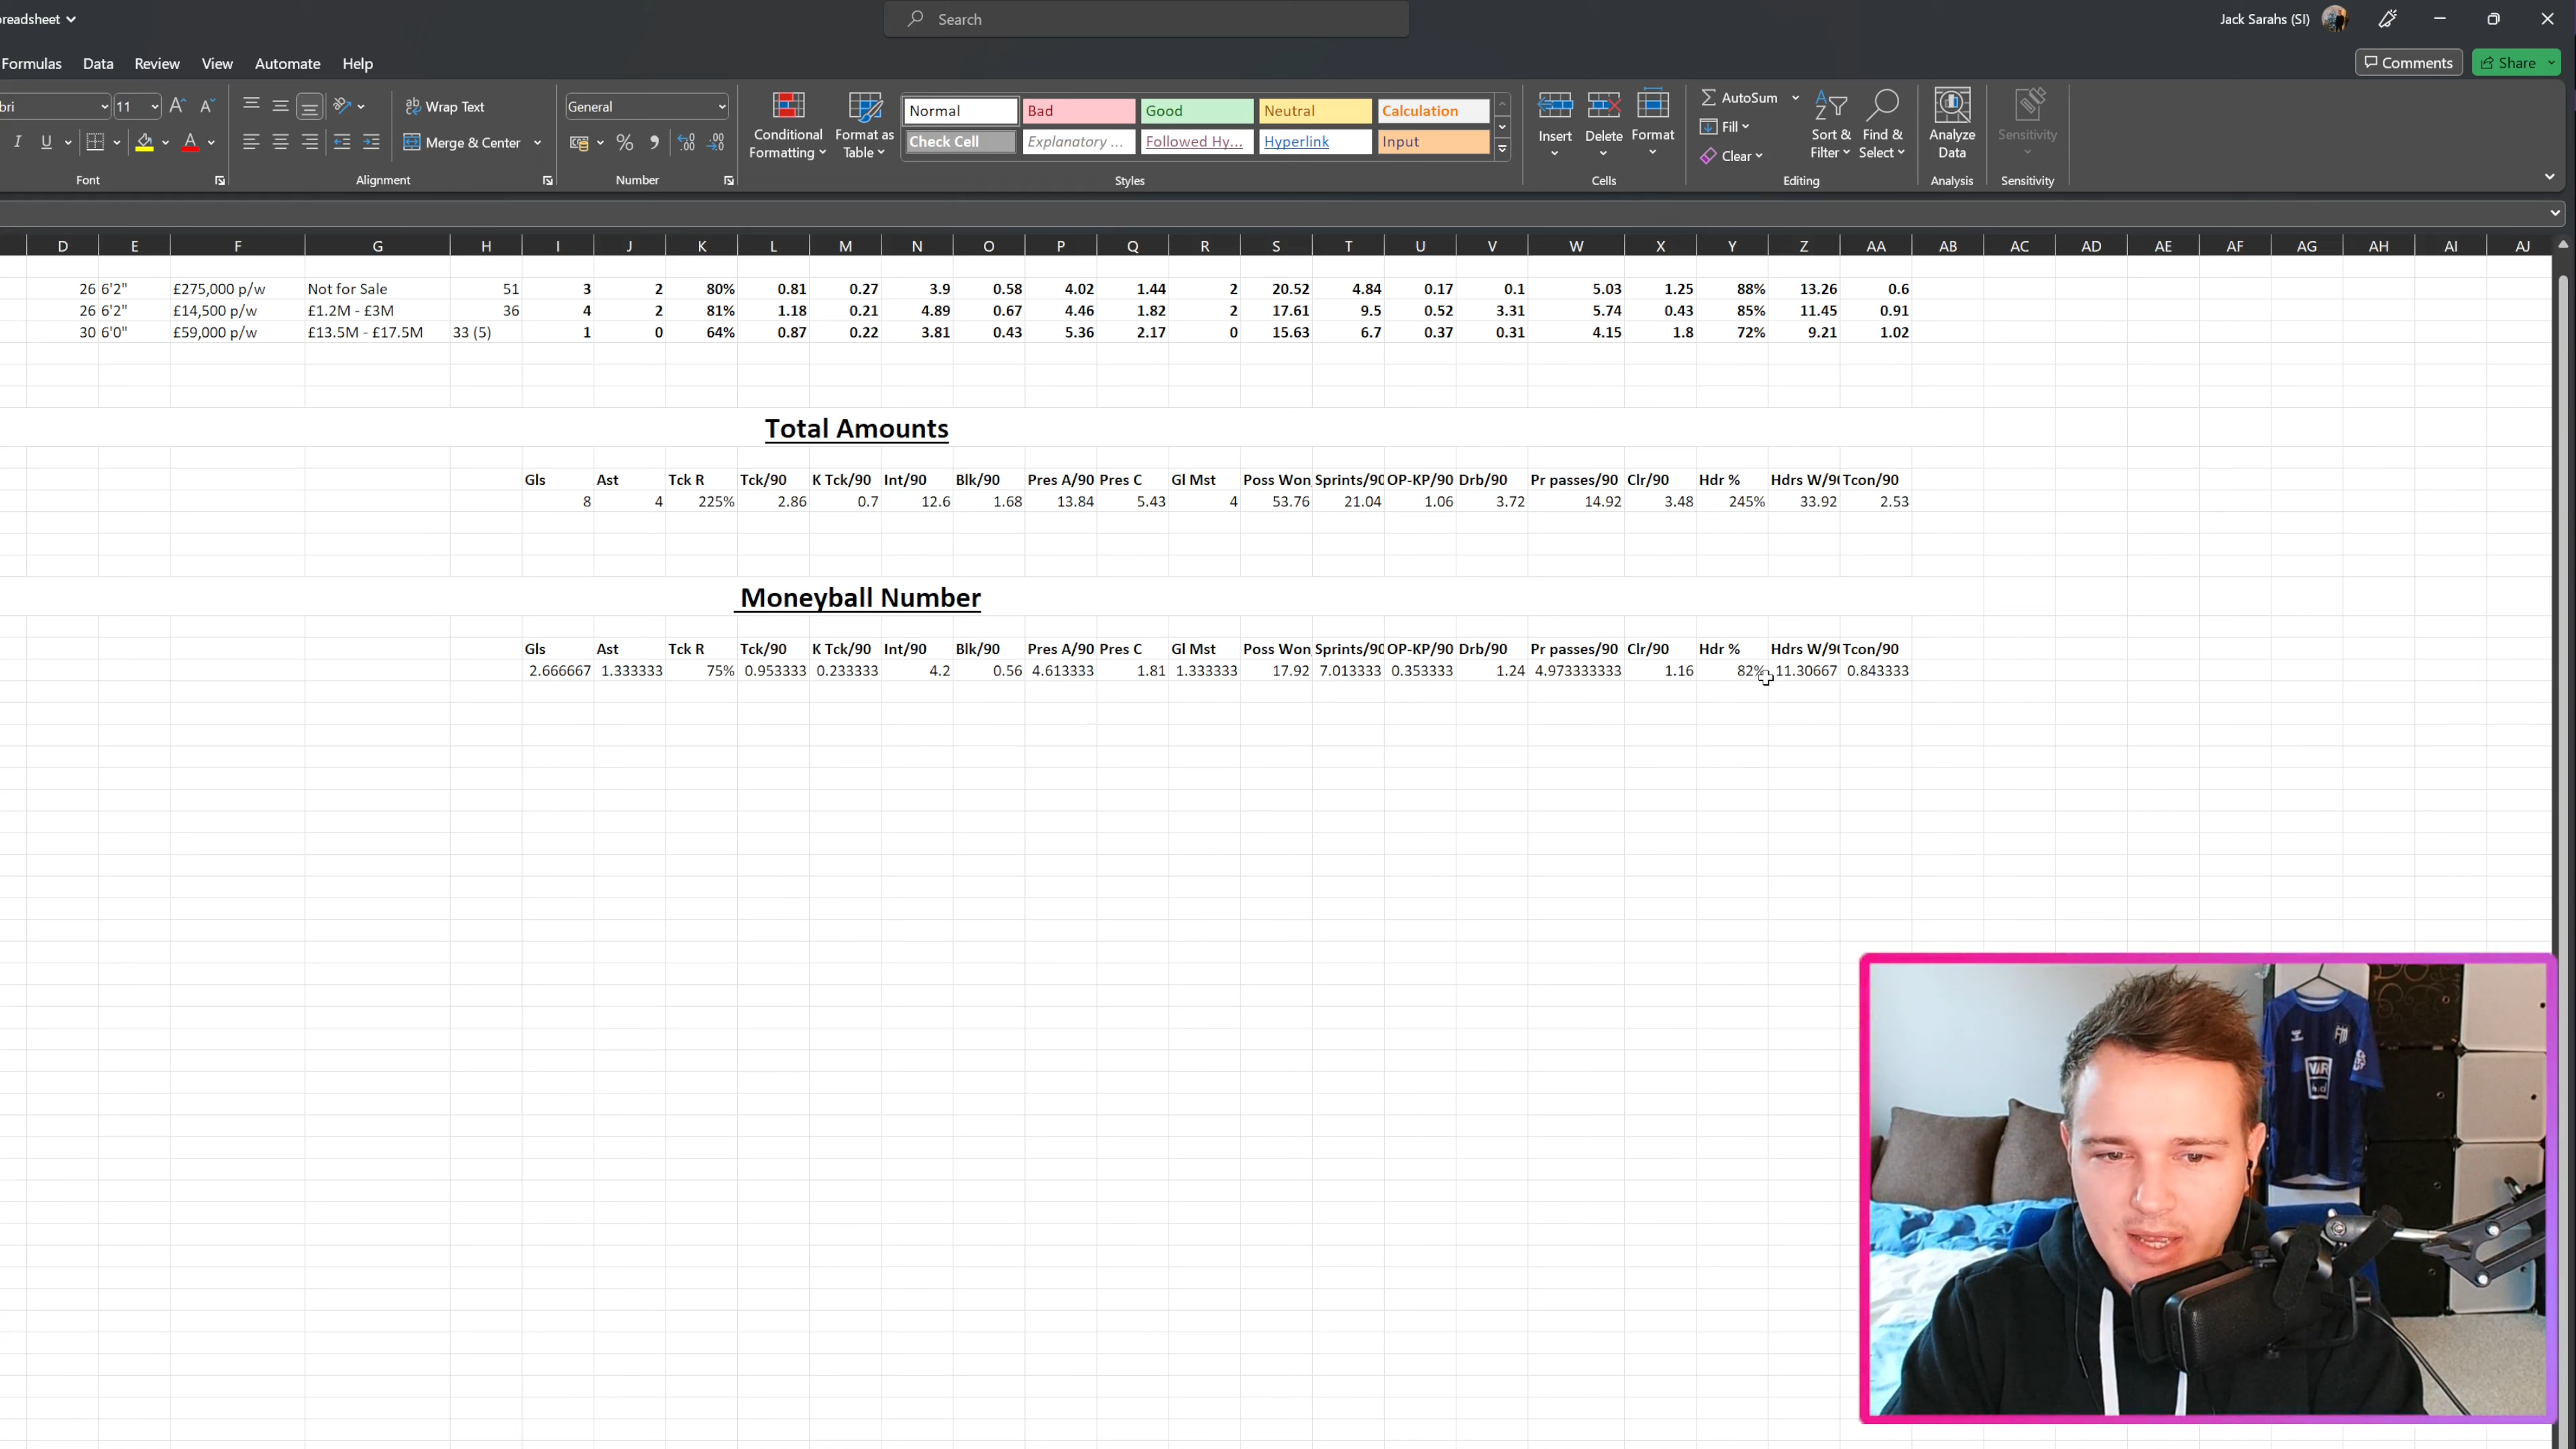 readsheet
Search
Jack Sarahs (SI)
Formulas Data Review View Automate Help
Comments Share
bri 11 Wrap Text General
Merge & Center
U A
Conditional Formatting
Format as Table
Normal Bad Good Neutral Calculation
Check Cell Explanatory ... Followed Hy... Hyperlink Input
Insert Delete Format
AutoSum
Fill
Clear
Sort & Filter
Find & Select
Analyze Data
Sensitivity
Font Alignment Number Styles Cells Editing Analysis Sensitivity
D E F G H I J K L M N O P Q R S T U V W X Y Z AA AB AC AD AE AF AG AH AI AJ
26 6'2" £275,000 p/w Not for Sale 51 3 2 80% 0.81 0.27 3.9 0.58 4.02 1.44 2 20.52 4.84 0.17 0.1 5.03 1.25 88% 13.26 0.6
26 6'2" £14,500 p/w £1.2M - £3M 36 4 2 81% 1.18 0.21 4.89 0.67 4.46 1.82 2 17.61 9.5 0.52 3.31 5.74 0.43 85% 11.45 0.91
30 6'0" £59,000 p/w £13.5M - £17.5M 33 (5) 1 0 64% 0.87 0.22 3.81 0.43 5.36 2.17 0 15.63 6.7 0.37 0.31 4.15 1.8 72% 9.21 1.02
Total Amounts
Gls Ast Tck R Tck/90 K Tck/90 Int/90 Blk/90 Pres A/90 Pres C Gl Mst Poss Won Sprints/90 OP-KP/90 Drb/90 Pr passes/90 Clr/90 Hdr % Hdrs W/9 Tcon/90
8 4 225% 2.86 0.7 12.6 1.68 13.84 5.43 4 53.76 21.04 1.06 3.72 14.92 3.48 245% 33.92 2.53
Moneyball Number
Gls Ast Tck R Tck/90 K Tck/90 Int/90 Blk/90 Pres A/90 Pres C Gl Mst Poss Won Sprints/90 OP-KP/90 Drb/90 Pr passes/90 Clr/90 Hdr % Hdrs W/9 Tcon/90
2.666667 1.333333 75% 0.953333 0.233333 4.2 0.56 4.613333 1.81 1.333333 17.92 7.013333 0.353333 1.24 4.973333333 1.16 82% 11.30667 0.843333